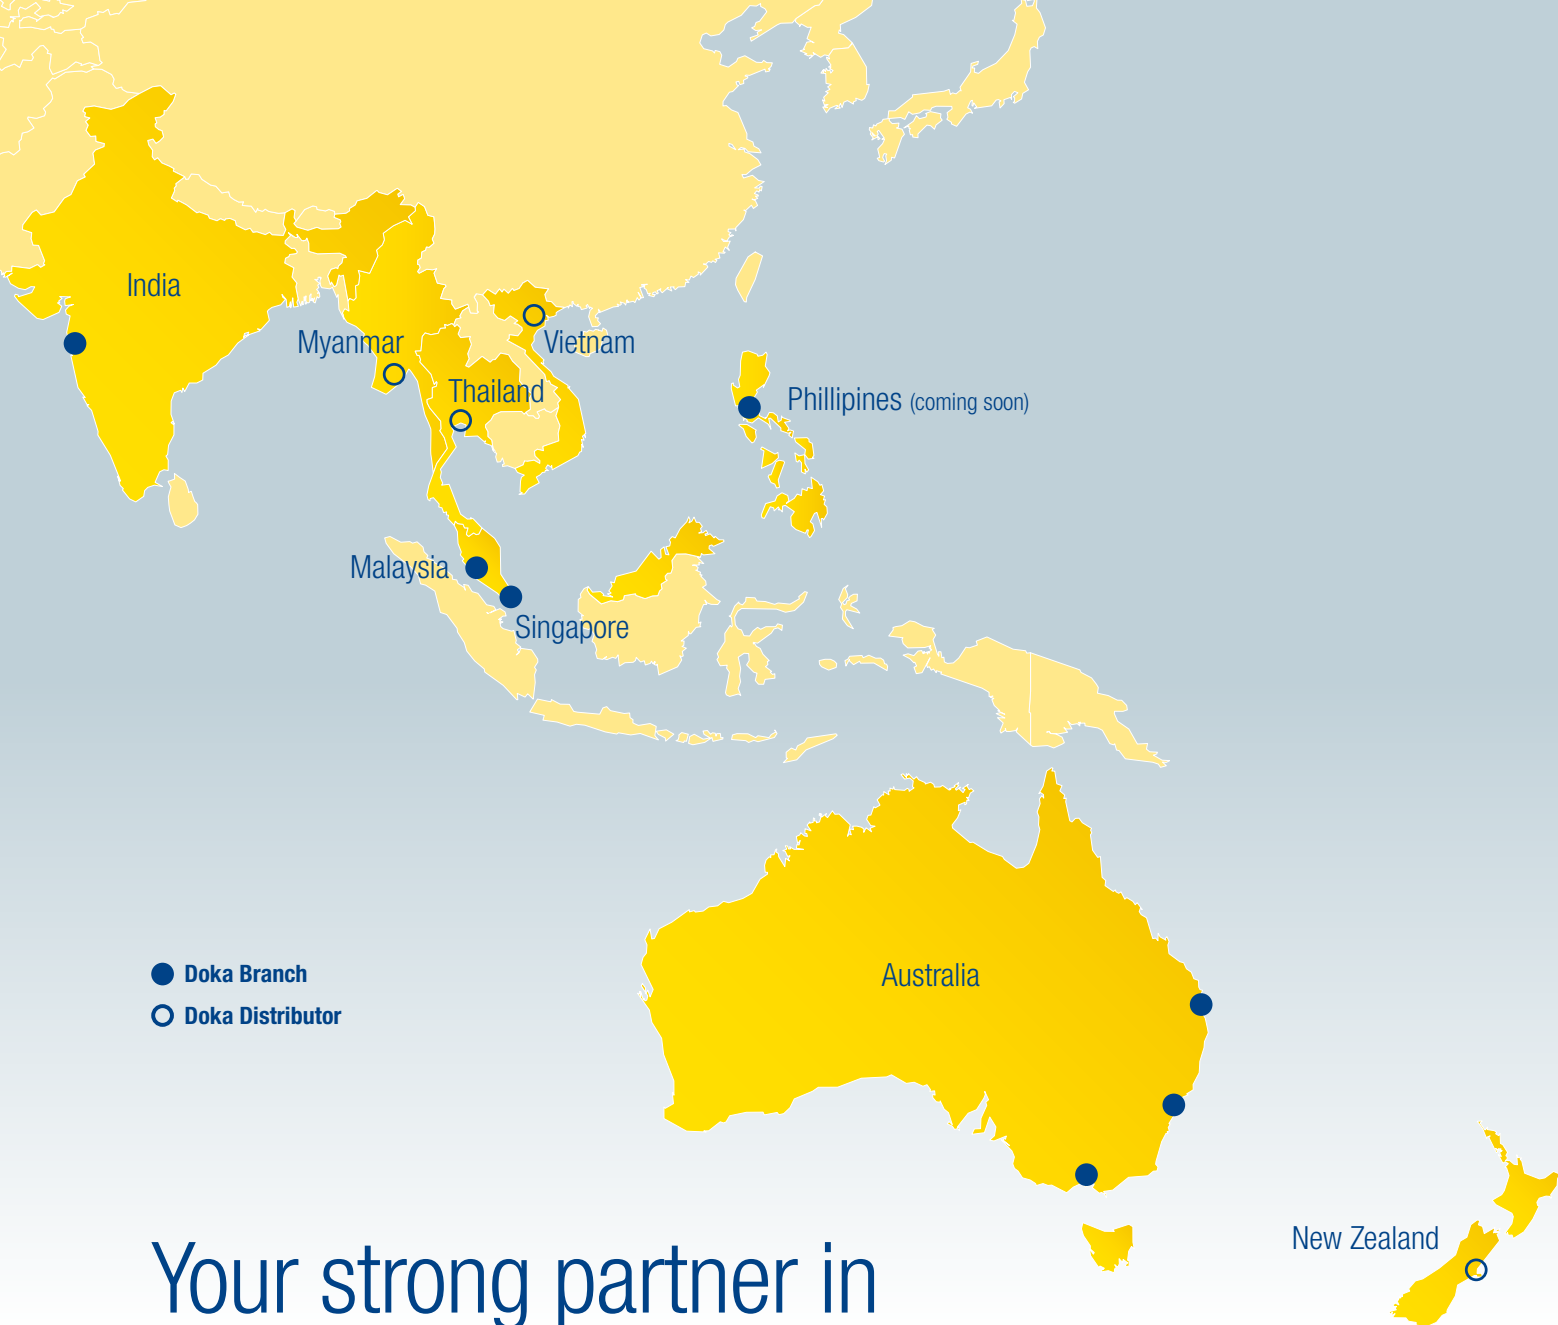 India
Myanmar
Vietnam
Thailand
Phillipines (coming soon)
Malaysia
Singapore
Doka Branch
Doka Distributor
Australia
New Zealand
Your strong partner in